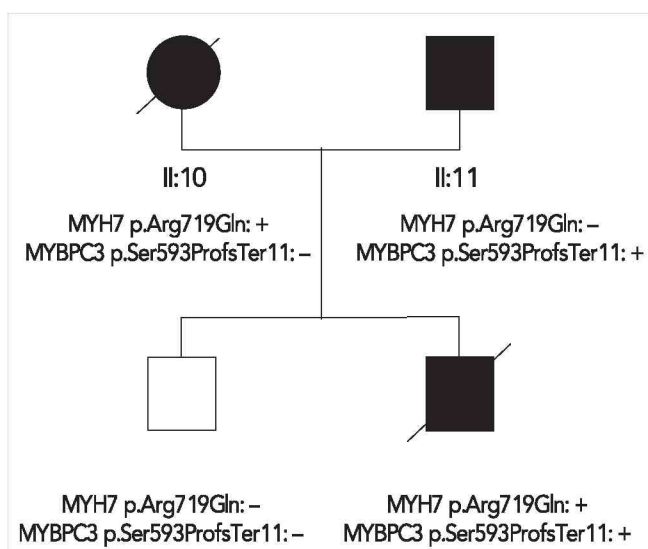 II:10
II:11
MYH7 p.Arg719Gln: +
MYBPC3 p.Ser593ProfsTer11: –
MYH7 p.Arg719Gln: –
MYBPC3 p.Ser593ProfsTer11: +
MYH7 p.Arg719Gln: –
MYBPC3 p.Ser593ProfsTer11: –
MYH7 p.Arg719Gln: +
MYBPC3 p.Ser593ProfsTer11: +